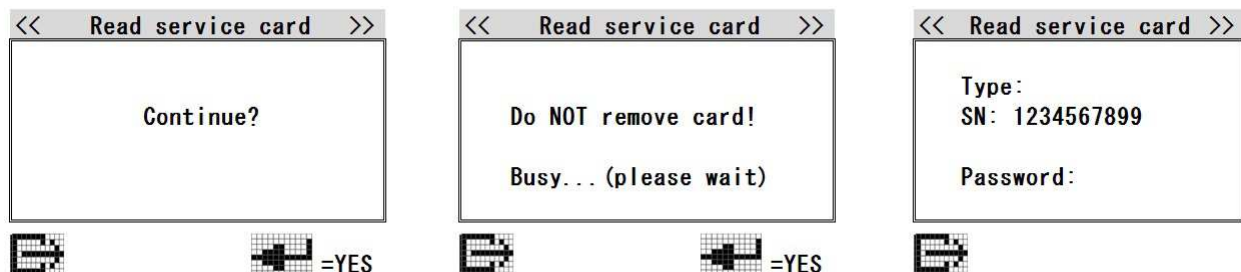 << Read service card >>
Continue?
=YES
<< Read service card >>
Do NOT remove card!
Busy...(please wait)
=YES
<< Read service card >>
Type:
SN: 1234567899
Password: